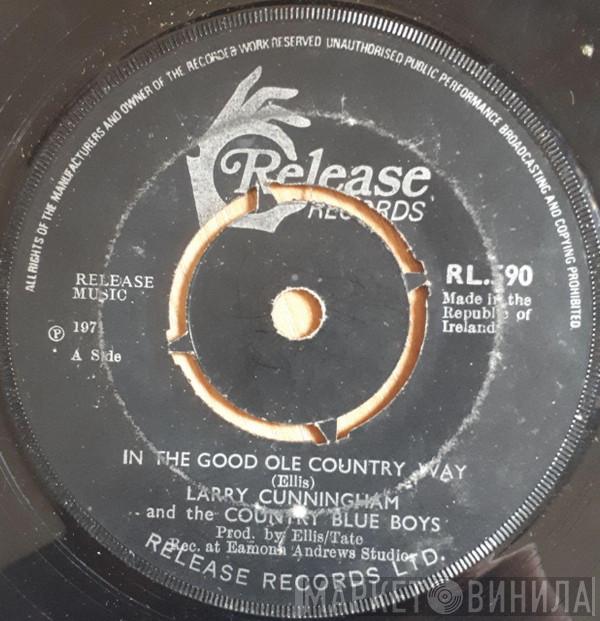 ALL RIGHTS OF THE MANUFACTURERS AND OWNER OF THE RECORDED WORK RESERVED UNAUTHORISED PUBLIC PERFORMANCE BROADCASTING AND COPYING PROHIBITED.
Release
RECORDS
RELEASE
MUSIC
Ⓟ
A Side
Made in the
Republic of
Ireland
IN THE GOOD OLE COUNTRY WAY
(Ellis)
LARRY CUNNINGHAM
and the COUNTRY BLUE BOYS
Prod. by Ellis/Tate
Rec. at Eamonn Andrews Studio
RELEASE RECORDS LTD.
МАРКЕТ ВИНИЛА